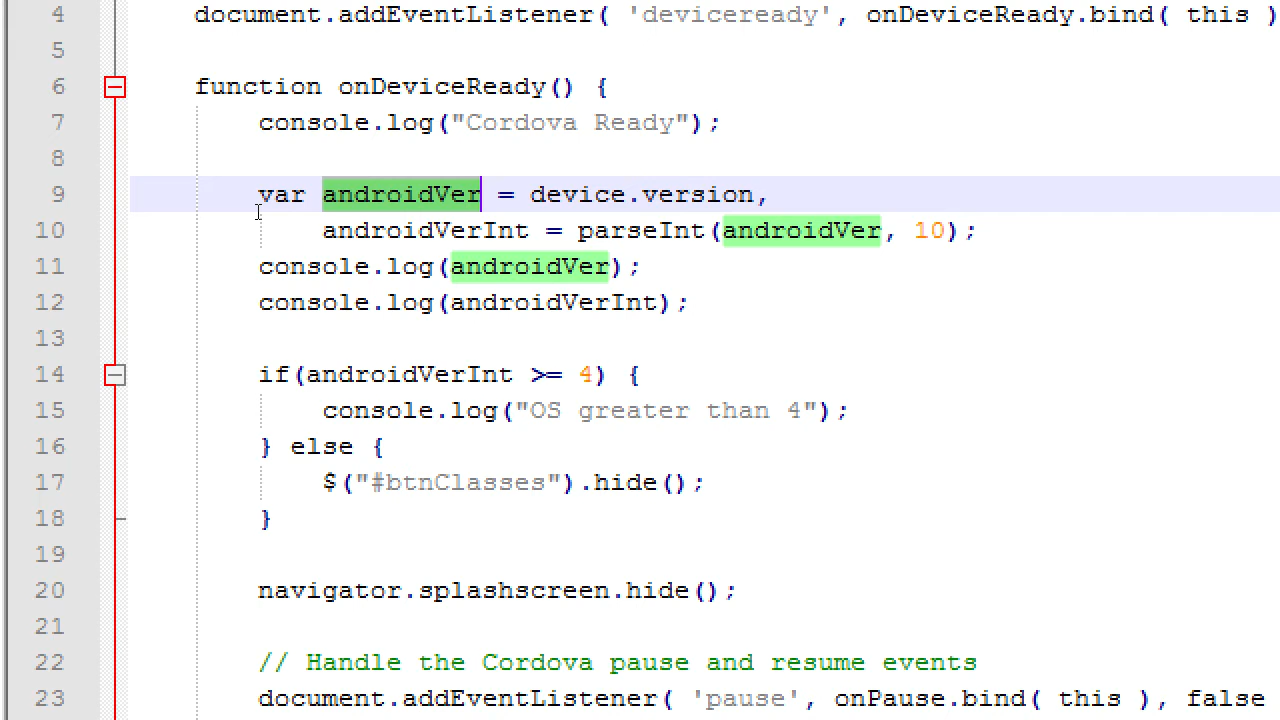 4 document.addEventListener( 'deviceready', onDeviceReady.bind( this )
5
6 function onDeviceReady() {
7 console.log("Cordova Ready");
8
9 var androidVer = device.version,
10 androidVerInt = parseInt(androidVer, 10);
11 console.log(androidVer);
12 console.log(androidVerInt);
13
14 if(androidVerInt >= 4) {
15 console.log("OS greater than 4");
16 } else {
17 $("#btnClasses").hide();
18 }
19
20 navigator.splashscreen.hide();
21
22 // Handle the Cordova pause and resume events
23 document.addEventListener( 'pause', onPause.bind( this ), false